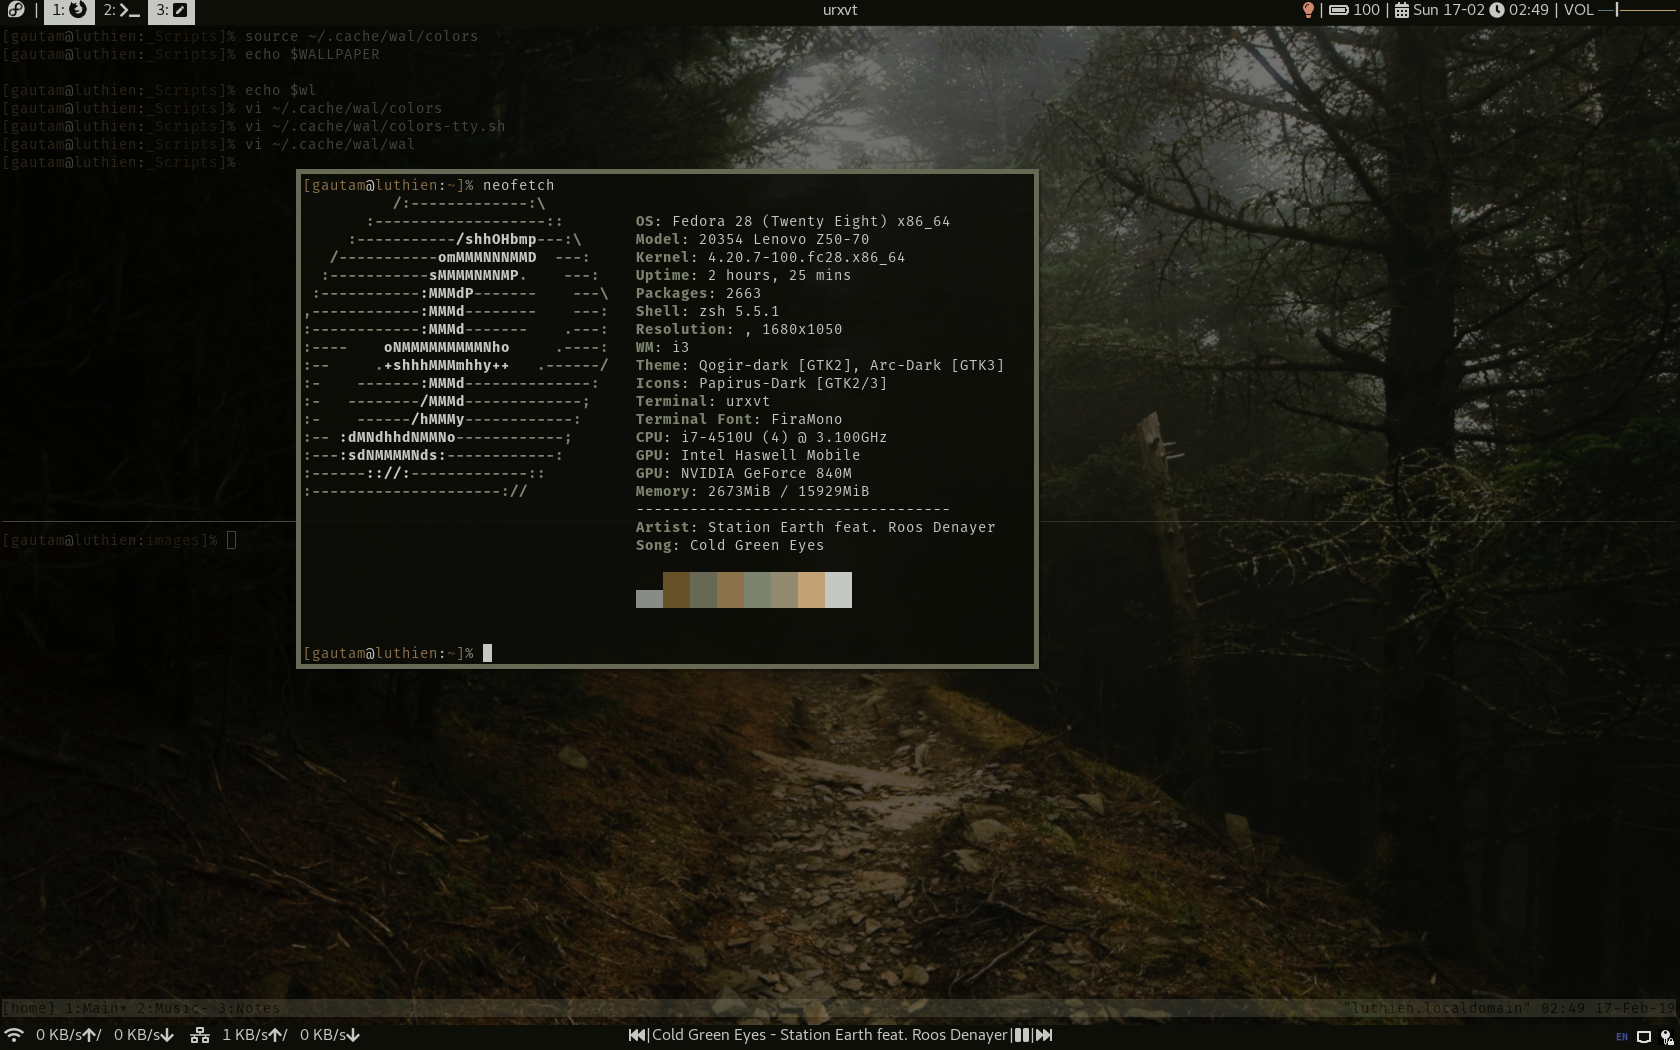 | 1: 2: 3:
urxvt
| 100 | Sun 17-02 02:49 | VOL
[gautam@luthien:_Scripts]% source ~/.cache/wal/colors
[gautam@luthien:_Scripts]% echo $WALLPAPER
[gautam@luthien:_Scripts]% echo $wl
[gautam@luthien:_Scripts]% vi ~/.cache/wal/colors
[gautam@luthien:_Scripts]% vi ~/.cache/wal/colors-tty.sh
[gautam@luthien:_Scripts]% vi ~/.cache/wal/wal
[gautam@luthien:_Scripts]%
[gautam@luthien:~]% neofetch
/:-------------:\
:-------------------::
:-----------/shhOHbmp---:\
/-----------omMMMNNNMMD  ---:
:-----------sMMMMNMNMP.    ---:
:-----------:MMMdP-------    ---\
,------------:MMMd--------    ---:
:------------:MMMd-------    .---:
:----    oNMMMMMMMMMNho     .----:
:--     .+shhhMMMmhhy++   .------/
:-    -------:MMMd--------------:
:-   --------/MMMd-------------;
:-    ------/hMMMy------------:
:-- :dMNdhhdNMMNo------------;
:---:sdNMMMMNds:------------:
:------:://:-------------::
:---------------------://
OS: Fedora 28 (Twenty Eight) x86_64
Model: 20354 Lenovo Z50-70
Kernel: 4.20.7-100.fc28.x86_64
Uptime: 2 hours, 25 mins
Packages: 2663
Shell: zsh 5.5.1
Resolution: , 1680x1050
WM: i3
Theme: Qogir-dark [GTK2], Arc-Dark [GTK3]
Icons: Papirus-Dark [GTK2/3]
Terminal: urxvt
Terminal Font: FiraMono
CPU: i7-4510U (4) @ 3.100GHz
GPU: Intel Haswell Mobile
GPU: NVIDIA GeForce 840M
Memory: 2673MiB / 15929MiB
-----------------------------------
Artist: Station Earth feat. Roos Denayer
Song: Cold Green Eyes
[gautam@luthien:~]%
[gautam@luthien:images]%
[home] 1:Main* 2:Music- 3:Notes
"luthien.localdomain" 02:49 17-Feb-19
0 KB/s / 0 KB/s 1 KB/s / 0 KB/s
|Cold Green Eyes - Station Earth feat. Roos Denayer| |
EN